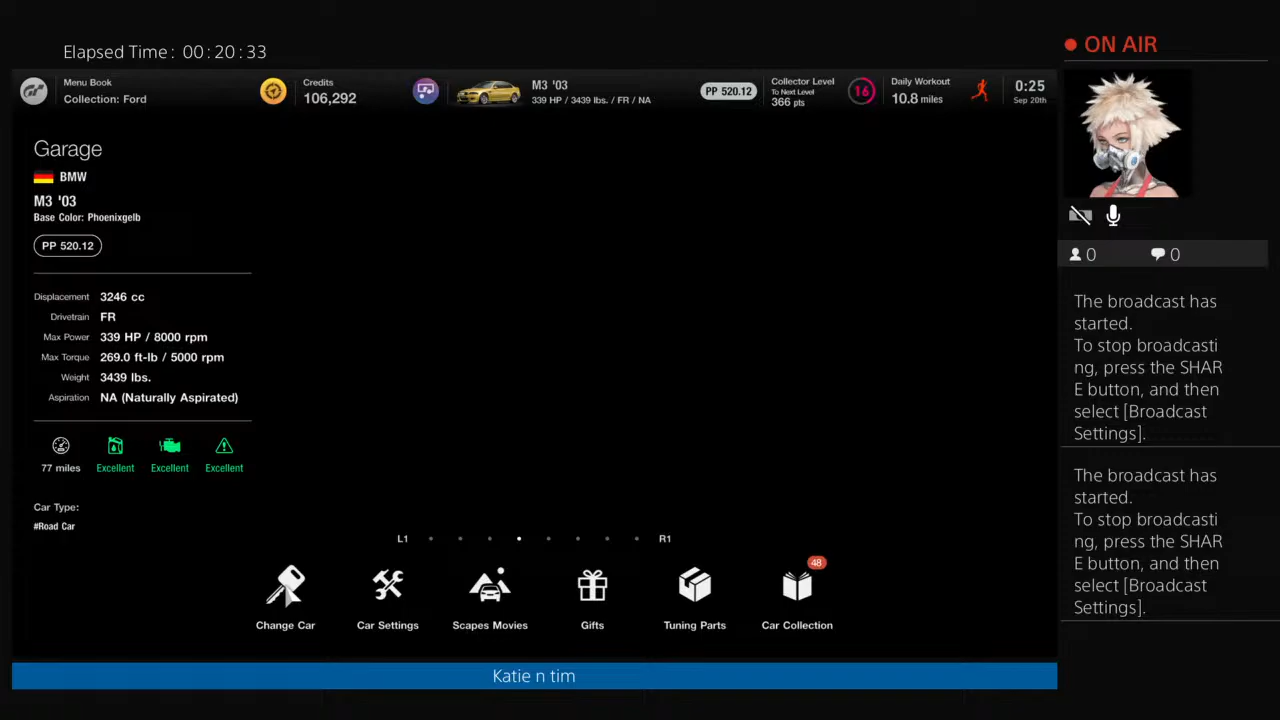 Elapsed Time: 00:20:33
ON AIR
Menu Book
Collection: Ford
Credits
106,292
M3 '03
339 HP / 3439 lbs. / FR / NA
PP 520.12
Collector Level
To Next Level
366 pts
16
Daily Workout
10.8 miles
0:25
Sep 20th
Garage
BMW
M3 '03
Base Color: Phoenixgelb
PP 520.12
Displacement 3246 cc
Drivetrain FR
Max Power 339 HP / 8000 rpm
Max Torque 269.0 ft-lb / 5000 rpm
Weight 3439 lbs.
Aspiration NA (Naturally Aspirated)
77 miles Excellent Excellent Excellent
Car Type:
#Road Car
L1 R1
48
Change Car Car Settings Scapes Movies Gifts Tuning Parts Car Collection
Katie n tim
0 0
The broadcast has
started.
To stop broadcasti
ng, press the SHAR
E button, and then
select [Broadcast
Settings].
The broadcast has
started.
To stop broadcasti
ng, press the SHAR
E button, and then
select [Broadcast
Settings].